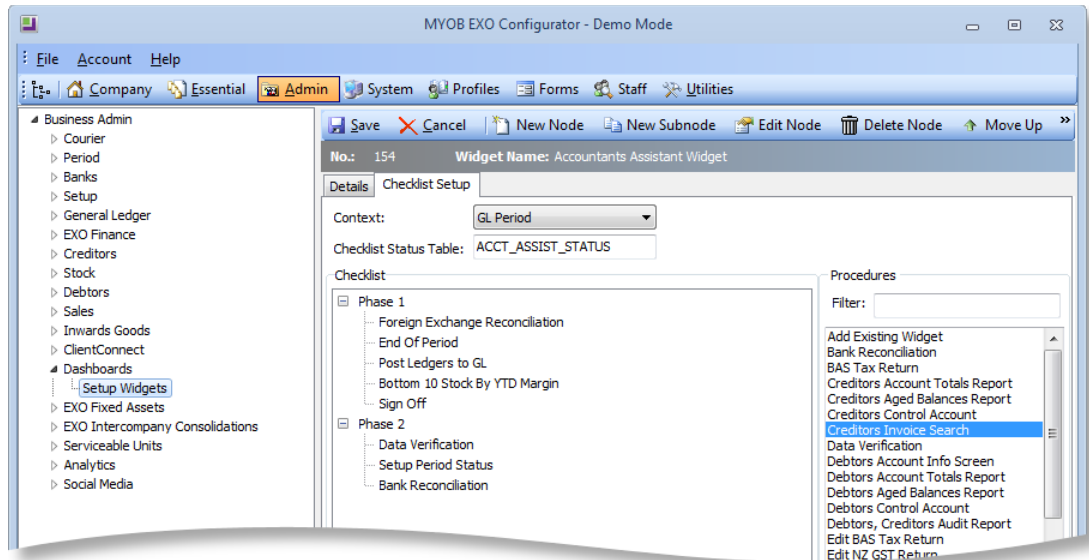 MYOB EXO Configurator - Demo Mode
File Account Help
Company Essential Admin System Profiles Forms Staff Utilities
Business Admin
Courier
Period
Banks
Setup
General Ledger
EXO Finance
Creditors
Stock
Debtors
Sales
Inwards Goods
ClientConnect
Dashboards
Setup Widgets
EXO Fixed Assets
EXO Intercompany Consolidations
Serviceable Units
Analytics
Social Media
Save Cancel New Node New Subnode Edit Node Delete Node Move Up »
No.: 154 Widget Name: Accountants Assistant Widget
Details Checklist Setup
Context: GL Period
Checklist Status Table: ACCT_ASSIST_STATUS
Checklist
Phase 1
Foreign Exchange Reconciliation
End Of Period
Post Ledgers to GL
Bottom 10 Stock By YTD Margin
Sign Off
Phase 2
Data Verification
Setup Period Status
Bank Reconciliation
Procedures
Filter:
Add Existing Widget
Bank Reconciliation
BAS Tax Return
Creditors Account Totals Report
Creditors Aged Balances Report
Creditors Control Account
Creditors Invoice Search
Data Verification
Debtors Account Info Screen
Debtors Account Totals Report
Debtors Aged Balances Report
Debtors Control Account
Debtors, Creditors Audit Report
Edit BAS Tax Return
Edit NZ GST Return